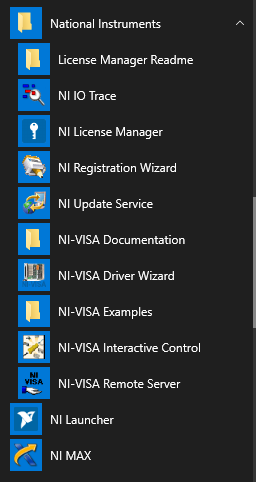 National Instruments
License Manager Readme
NI IO Trace
NI License Manager
NI Registration Wizard
NI Update Service
NI-VISA Documentation
NI-VISA Driver Wizard
NI-VISA Examples
NI-VISA Interactive Control
NI
VISA
NI-VISA Remote Server
NI Launcher
NI MAX